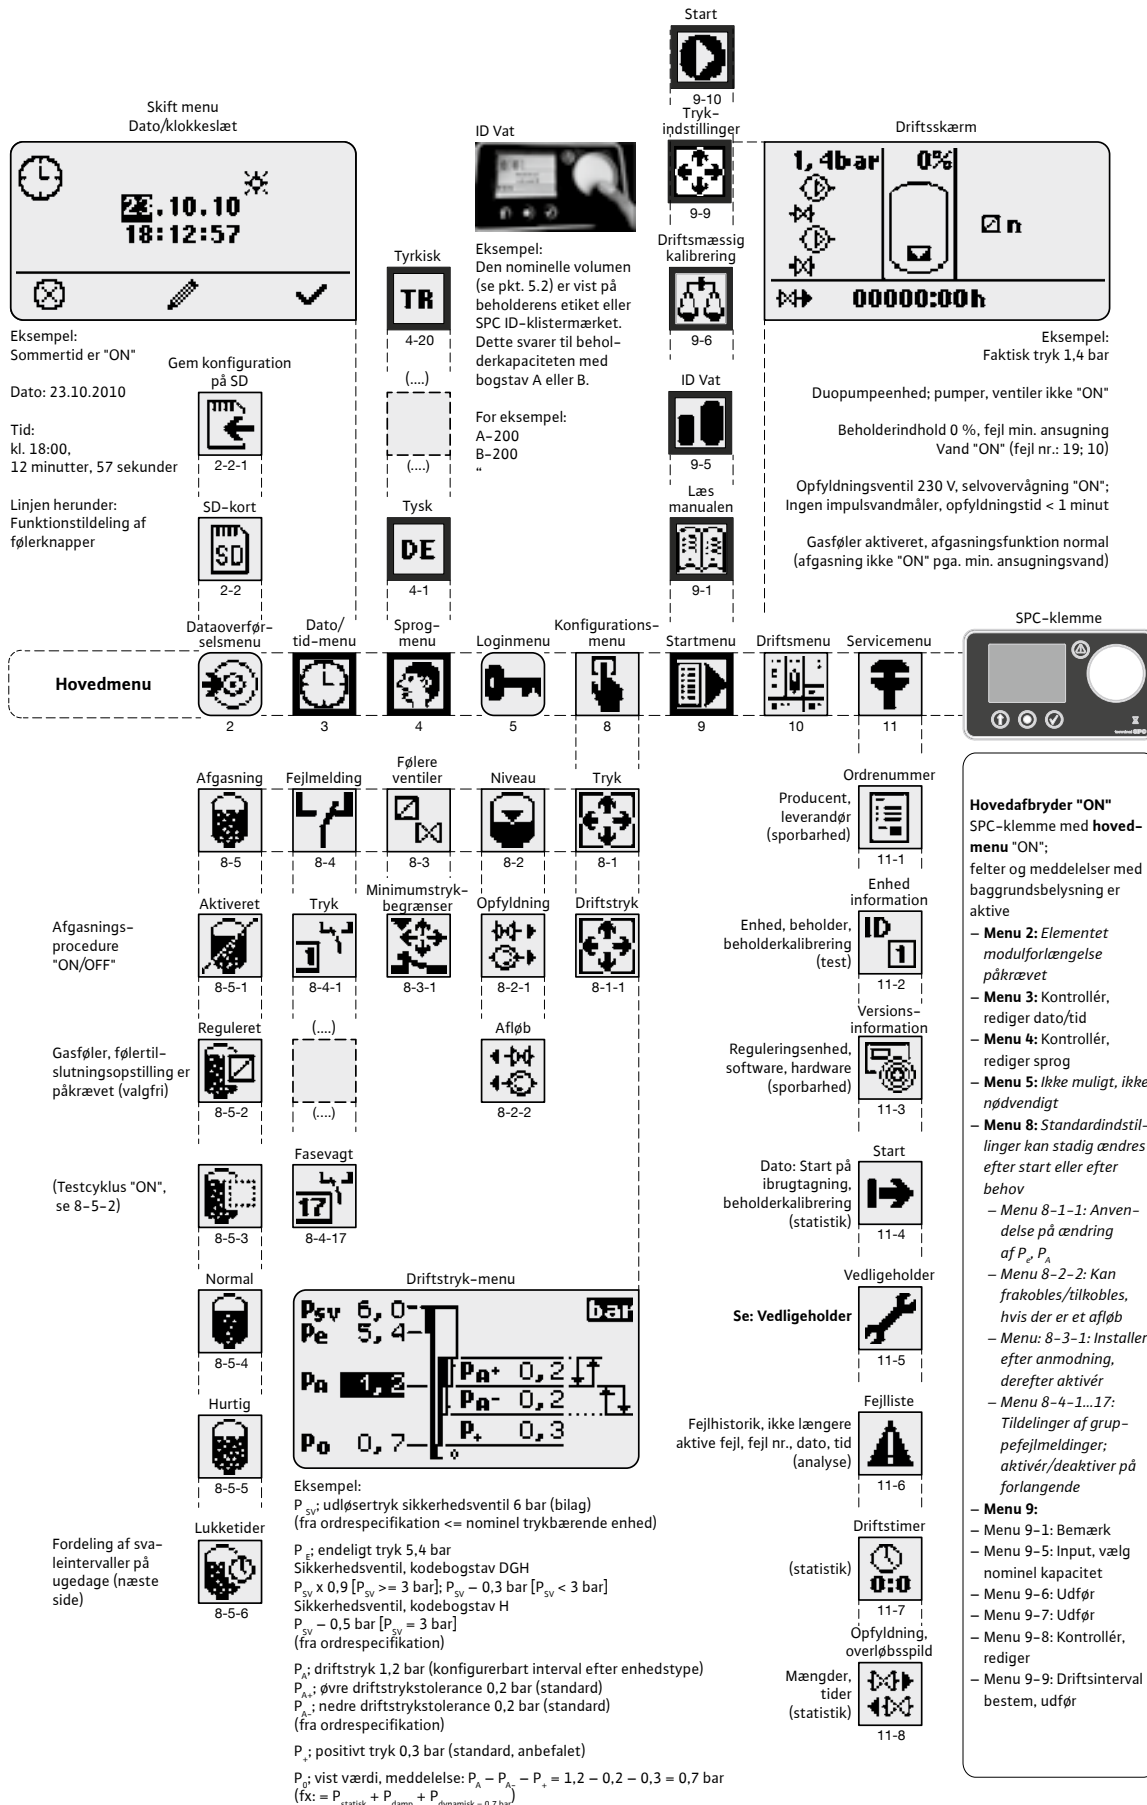 Start
9-10
Tryk-
indstillinger
9-9
Driftsmæssig
kalibrering
9-6
ID Vat
9-5
Læs
manualen
9-1
Skift menu
Dato/klokkeslæt
23.10.10
18:12:57
Eksempel:
Sommertid er "ON"
Dato: 23.10.2010
Tid:
kl. 18:00,
12 minutter, 57 sekunder
Linjen herunder:
Funktionstildeling af
følerknapper
Gem konfiguration
på SD
2-2-1
SD-kort
SD
2-2
Tyrkisk
TR
4-20
(....)
(....)
Tysk
DE
4-1
ID Vat
Eksempel:
Den nominelle volumen
(se pkt. 5.2) er vist på
beholderens etiket eller
SPC ID-klistermærket.
Dette svarer til behol-
derkapaciteten med
bogstav A eller B.
For eksempel:
A-200
B-200
“
Driftsskærm
1,4bar 0%
n
00000:00h
Eksempel:
Faktisk tryk 1,4 bar
Duopumpeenhed; pumper, ventiler ikke "ON"
Beholderindhold 0 %, fejl min. ansugning
Vand "ON" (fejl nr.: 19; 10)
Opfyldningsventil 230 V, selvovervågning "ON";
Ingen impulsvandmåler, opfyldningstid < 1 minut
Gasføler aktiveret, afgasningsfunktion normal
(afgasning ikke "ON" pga. min. ansugningsvand)
Hovedmenu
Dataoverfør-
selsmenu
2
Dato/
tid-menu
3
Sprog-
menu
4
Loginmenu
5
Konfigurations-
menu
8
Startmenu
9
Driftsmenu
10
Servicemenu
11
SPC-klemme
Afgasning
8-5
Fejlmelding
8-4
Følere
ventiler
8-3
Niveau
8-2
Tryk
8-1
Afgasnings-
procedure
"ON/OFF"
Aktiveret
8-5-1
Tryk
1
8-4-1
Minimumstryk-
begrænser
8-3-1
Opfyldning
8-2-1
Driftstryk
8-1-1
Gasføler, følertil-
slutningsopstilling er
påkrævet (valgfri)
Reguleret
8-5-2
(....)
(....)
Afløb
8-2-2
(Testcyklus "ON",
se 8-5-2)
8-5-3
Fasevagt
17
8-4-17
Normal
8-5-4
Hurtig
8-5-5
Fordeling af sva-
leintervaller på
ugedage (næste
side)
Lukketider
8-5-6
Driftstryk-menu
Psv 6,0 bar
Pe 5,4
PA 1,2
PA+ 0,2
PA- 0,2
P+ 0,3
Po 0,7
Eksempel:
P SV; udløsertryk sikkerhedsventil 6 bar (bilag)
(fra ordrespecifikation <= nominel trykbærende enhed)
P E; endeligt tryk 5,4 bar
Sikkerhedsventil, kodebogstav DGH
PSV x 0,9 [PSV >= 3 bar]; PSV – 0,3 bar [PSV < 3 bar]
Sikkerhedsventil, kodebogstav H
PSV – 0,5 bar [PSV = 3 bar]
(fra ordrespecifikation)
PA; driftstryk 1,2 bar (konfigurerbart interval efter enhedstype)
PA+; øvre driftstrykstolerance 0,2 bar (standard)
PA-; nedre driftstrykstolerance 0,2 bar (standard)
(fra ordrespecifikation)
P+; positivt tryk 0,3 bar (standard, anbefalet)
P0; vist værdi, meddelelse: PA – PA- – P+ = 1,2 – 0,2 – 0,3 = 0,7 bar
(fx: = Pstatisk + Pdamp + Pdynamisk = 0,7 bar)
Producent,
leverandør
(sporbarhed)
Ordrenummer
11-1
Enhed, beholder,
beholderkalibrering
(test)
Enhed
information
ID
1
11-2
Reguleringsenhed,
software, hardware
(sporbarhed)
Versions-
information
11-3
Dato: Start på
ibrugtagning,
beholderkalibrering
(statistik)
Start
11-4
Se: Vedligeholder
Vedligeholder
11-5
Fejlhistorik, ikke længere
aktive fejl, fejl nr., dato, tid
(analyse)
Fejlliste
11-6
(statistik)
Driftstimer
0:0
11-7
Mængder,
tider
(statistik)
Opfyldning,
overløbsspild
11-8
Hovedafbryder "ON"
SPC-klemme med hoved-
menu "ON";
felter og meddelelser med
baggrundsbelysning er
aktive
– Menu 2: Elementet
modulforlængelse
påkrævet
– Menu 3: Kontrollér,
rediger dato/tid
– Menu 4: Kontrollér,
rediger sprog
– Menu 5: Ikke muligt, ikke
nødvendigt
– Menu 8: Standardindstil-
linger kan stadig ændres
efter start eller efter
behov
– Menu 8-1-1: Anven-
delse på ændring
af Pe, PA
– Menu 8-2-2: Kan
frakobles/tilkobles,
hvis der er et afløb
– Menu: 8-3-1: Installer
efter anmodning,
derefter aktivér
– Menu 8-4-1...17:
Tildelinger af grup-
pefejlmeldinger;
aktivér/deaktiver på
forlangende
– Menu 9:
– Menu 9-1: Bemærk
– Menu 9-5: Input, vælg
nominel kapacitet
– Menu 9-6: Udfør
– Menu 9-7: Udfør
– Menu 9-8: Kontrollér,
rediger
– Menu 9-9: Driftsinterval
bestem, udfør